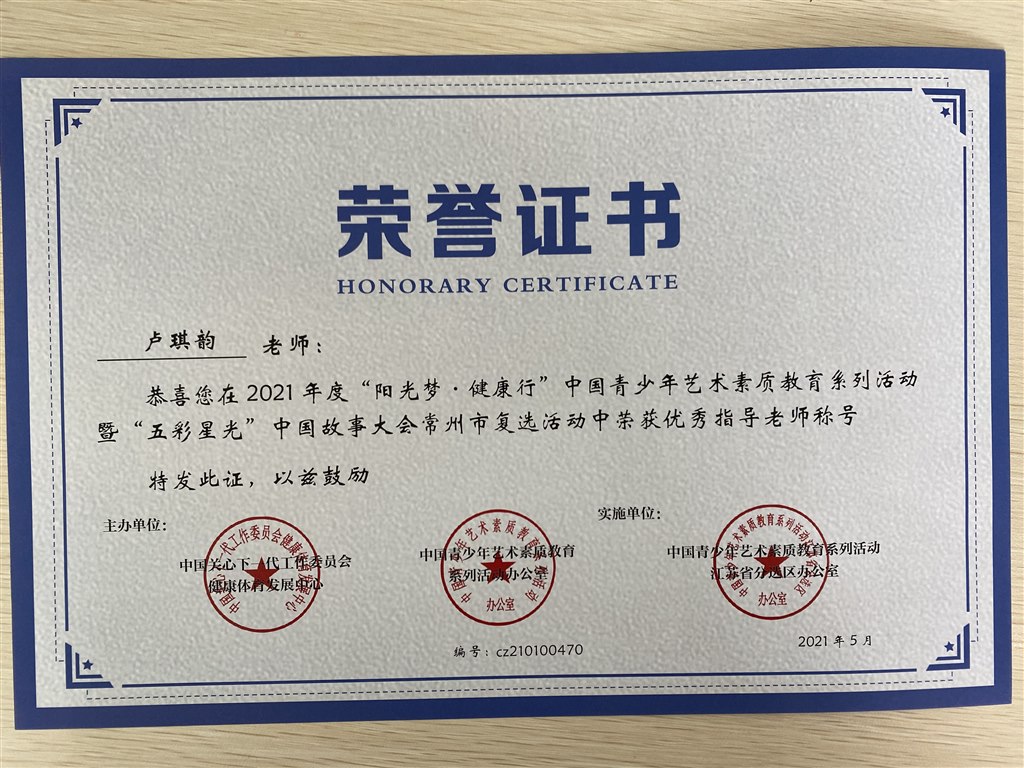 荣誉证书
HONORARY CERTIFICATE
卢琪韵 老师：
恭喜您在2021年度“阳光梦·健康行”中国青少年艺术素质教育系列活动
暨“五彩星光”中国故事大会常州市复选活动中荣获优秀指导老师称号
特发此证，以兹鼓励
主办单位：
中国关心下一代工作委员会
健康体育发展中心
中国青少年艺术素质教育
系列活动办公室
办公室
实施单位：
中国青少年艺术素质教育系列活动
江苏省分选区办公室
办公室
编号：cz210100470
2021年5月